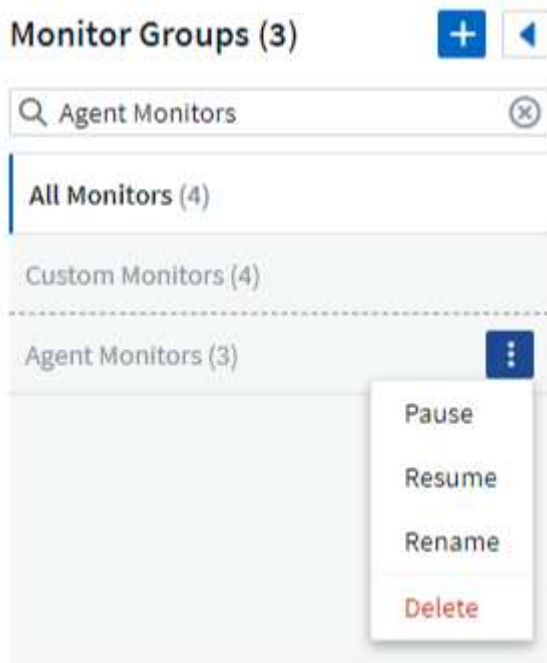 Monitor Groups (3)
Agent Monitors
All Monitors (4)
Custom Monitors (4)
Agent Monitors (3)
Pause
Resume
Rename
Delete